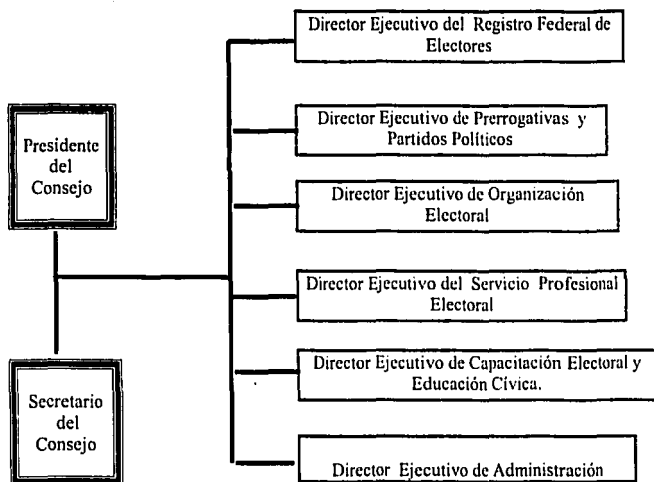 Presidente
del
Consejo
Secretario
del
Consejo
Director Ejecutivo del Registro Federal de
Electores
Director Ejecutivo de Prerrogativas y
Partidos Políticos
Director Ejecutivo de Organización
Electoral
Director Ejecutivo del Servicio Profesional
Electoral
Director Ejecutivo de Capacitación Electoral y
Educación Cívica.
Director Ejecutivo de Administración